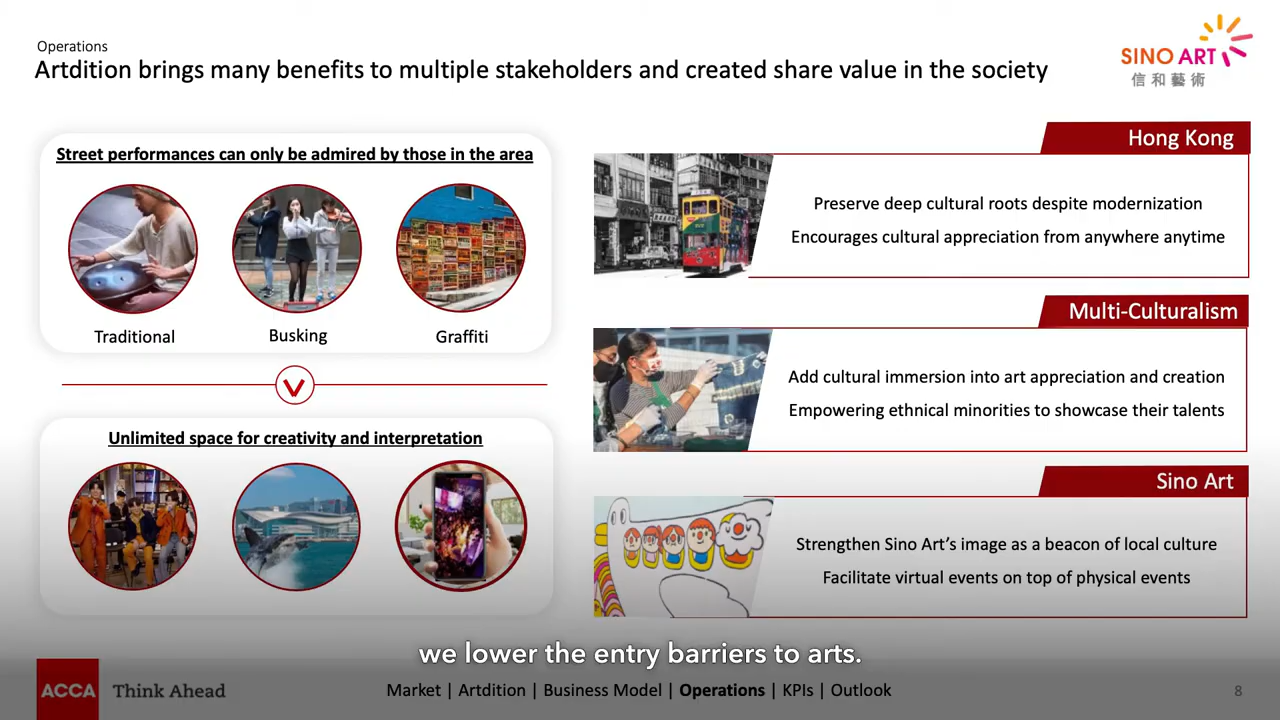 Operations
Artdition brings many benefits to multiple stakeholders and created share value in the society
SINO ART
信和藝術
Street performances can only be admired by those in the area
Traditional
Busking
Graffiti
Unlimited space for creativity and interpretation
Hong Kong
Preserve deep cultural roots despite modernization
Encourages cultural appreciation from anywhere anytime
Multi-Culturalism
Add cultural immersion into art appreciation and creation
Empowering ethnical minorities to showcase their talents
Sino Art
Strengthen Sino Art's image as a beacon of local culture
Facilitate virtual events on top of physical events
we lower the entry barriers to arts.
ACCA
Think Ahead
Market | Artdition | Business Model | Operations | KPIs | Outlook
8